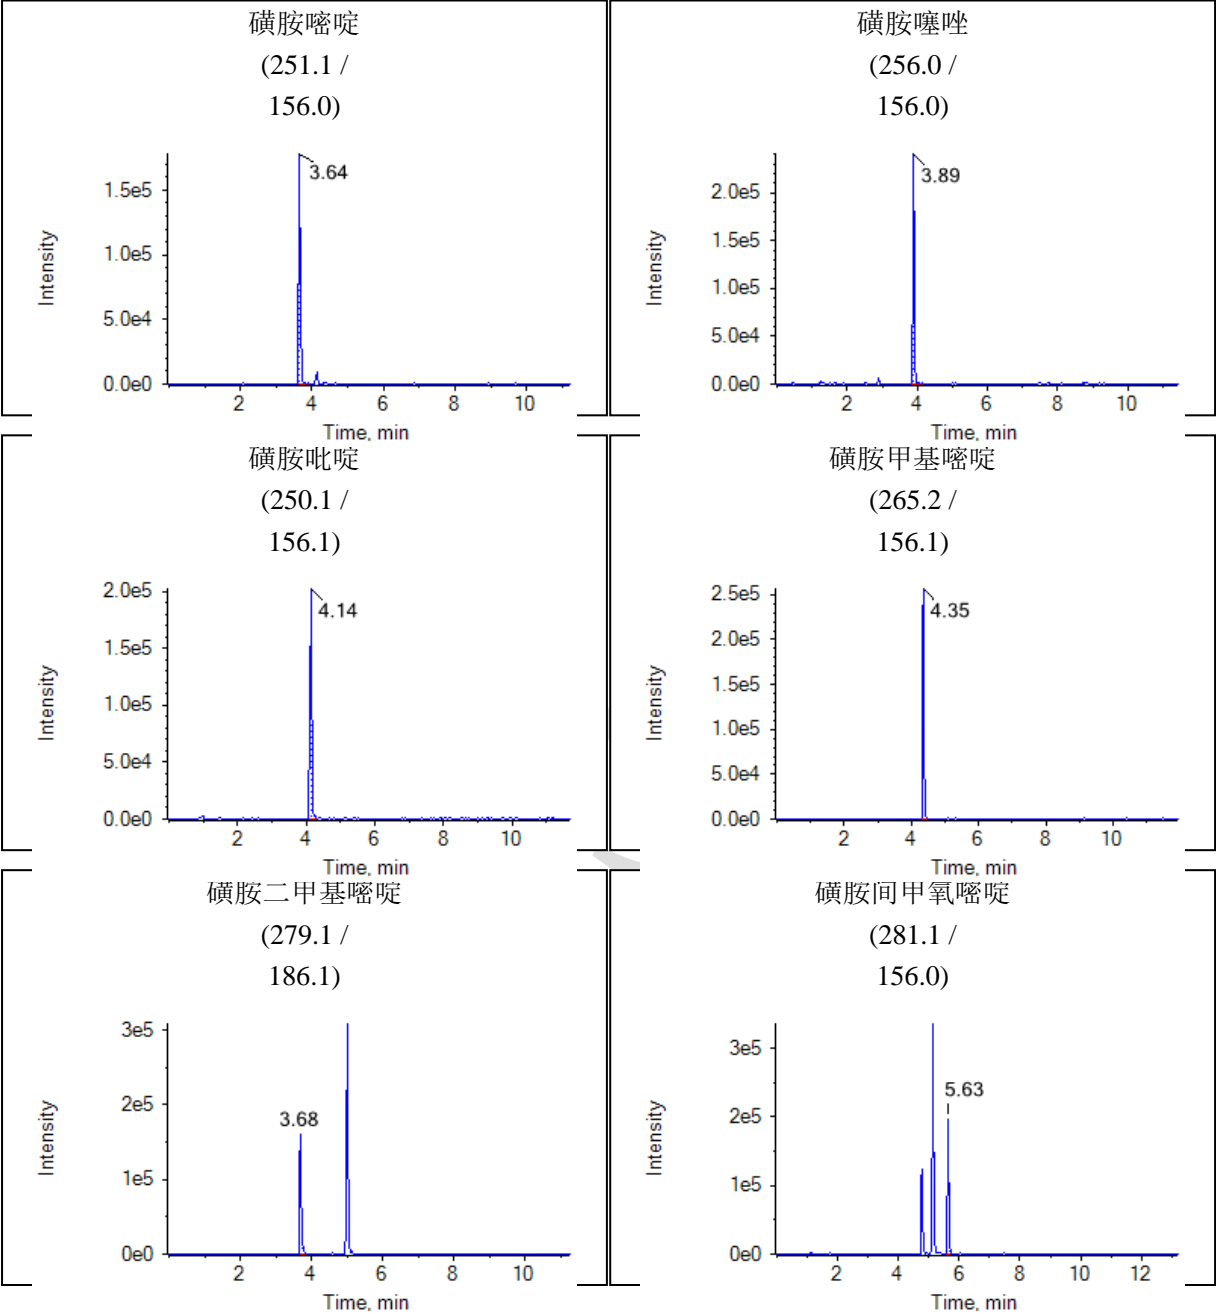 磺胺嘧啶
(251.1 /
156.0)
3.64
1.5e5
1.0e5
5.0e4
0.0e0
Intensity
2 4 6 8 10
Time, min
磺胺噻唑
(256.0 /
156.0)
3.89
2.0e5
1.5e5
1.0e5
5.0e4
0.0e0
Intensity
2 4 6 8 10
Time, min
磺胺吡啶
(250.1 /
156.1)
4.14
2.0e5
1.5e5
1.0e5
5.0e4
0.0e0
Intensity
2 4 6 8 10
Time, min
磺胺甲基嘧啶
(265.2 /
156.1)
4.35
2.5e5
2.0e5
1.5e5
1.0e5
5.0e4
0.0e0
Intensity
2 4 6 8 10
Time, min
磺胺二甲基嘧啶
(279.1 /
186.1)
3.68
3e5
2e5
1e5
0e0
Intensity
2 4 6 8 10
Time, min
磺胺间甲氧嘧啶
(281.1 /
156.0)
5.63
3e5
2e5
1e5
0e0
Intensity
2 4 6 8 10 12
Time, min